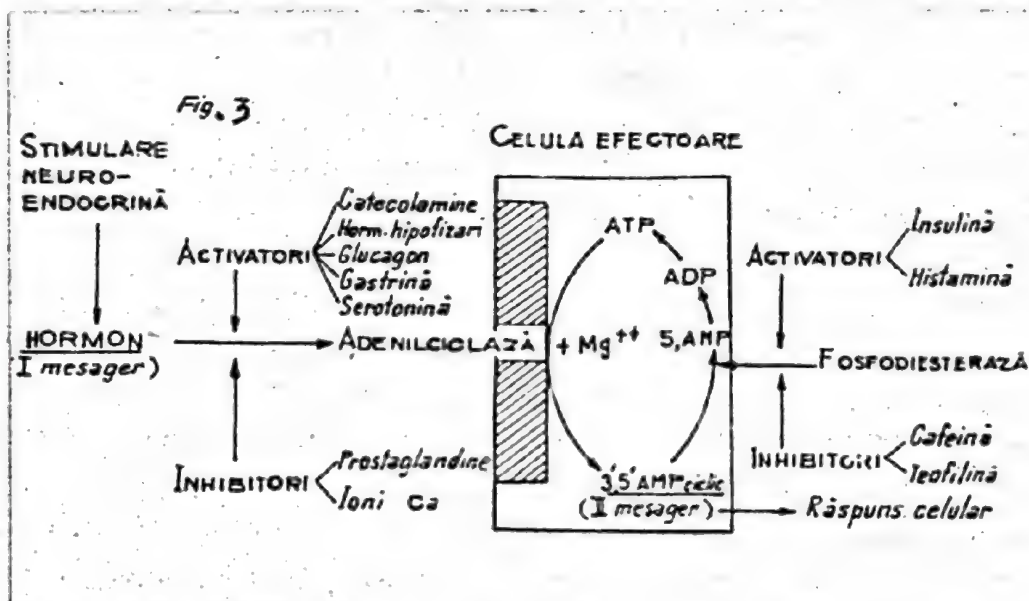 Fig. 3
STIMULARE
NEURO-
ENDOCRINĂ
HORMON
(I mesager)
ACTIVATORI
Catecolamine
Horm. hipofizari
Glucagon
Gastrină
Serotonină
ADENILCICLAZĂ
INHIBITORI
Prostaglandine
Ioni Ca
CELULA EFECTOARE
ATP
ADP
+ Mg++
5,AMP
3',5' AMP ciclic
(II mesager)
ACTIVATORI
Insulină
Histamină
FOSFODIESTERAZĂ
INHIBITORI
Cafeină
Teofilină
Răspuns. celular